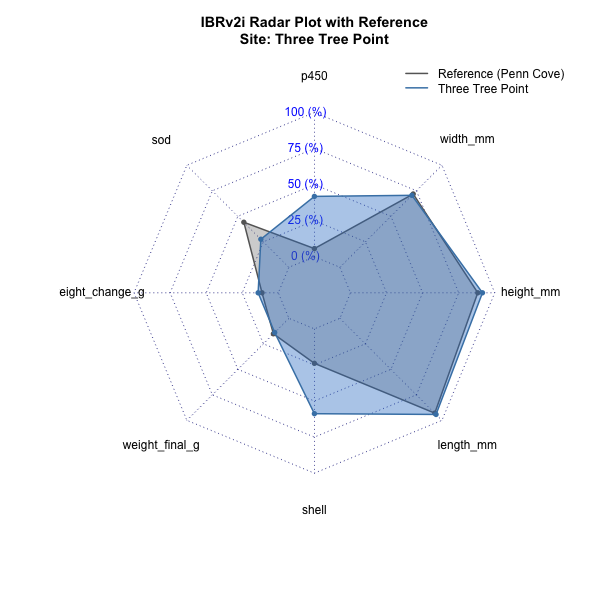 IBRv2i Radar Plot with Reference
Site: Three Tree Point
p450
Reference (Penn Cove)
Three Tree Point
100 (%)
sod
width_mm
75 (%)
50 (%)
25 (%)
0 (%)
eight_change_g
height_mm
weight_final_g
length_mm
shell